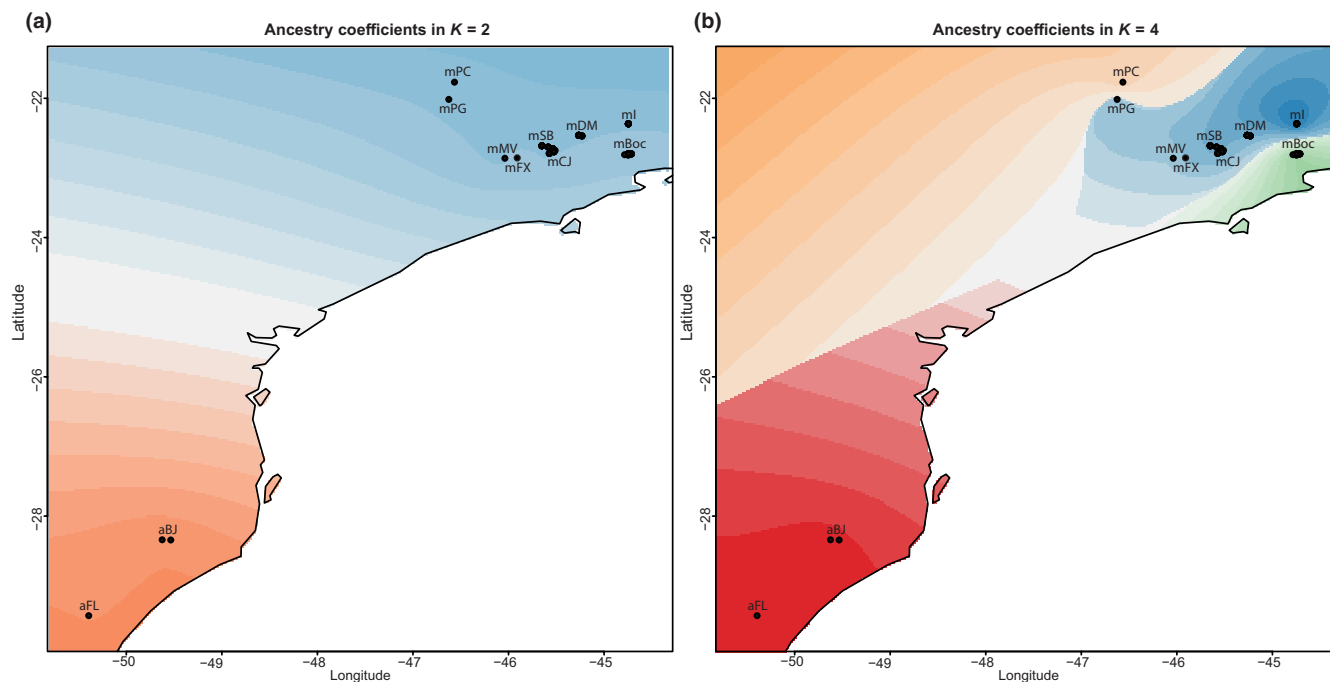 (a)
Ancestry coefficients in K = 2
mPC
mPG
mI
mDM
mSB
mMV
mBoc
mFX
mCJ
aBJ
aFL
Latitude
−22
−24
−26
−28
−50
−49
−48
−47
−46
−45
Longitude
(b)
Ancestry coefficients in K = 4
mPC
mPG
mI
mDM
mSB
mMV
mBoc
mFX
mCJ
aBJ
aFL
Latitude
−22
−24
−26
−28
−50
−49
−48
−47
−46
−45
Longitude